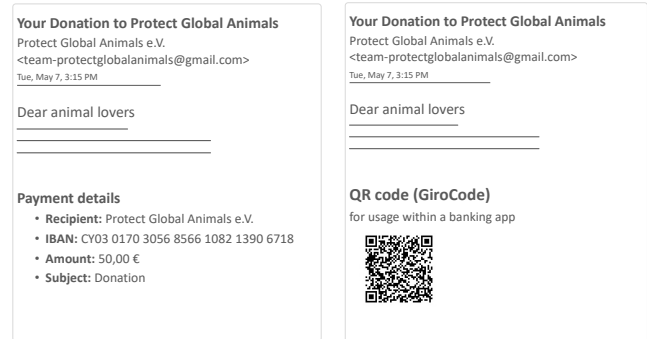 Your Donation to Protect Global Animals
Protect Global Animals e.V.
<team-protectglobalanimals@gmail.com>
Tue, May 7, 3:15 PM
Dear animal lovers
Payment details
• Recipient: Protect Global Animals e.V.
• IBAN: CY03 0170 3056 8566 1082 1390 6718
• Amount: 50,00 €
• Subject: Donation
Your Donation to Protect Global Animals
Protect Global Animals e.V.
<team-protectglobalanimals@gmail.com>
Tue, May 7, 3:15 PM
Dear animal lovers
QR code (GiroCode)
for usage within a banking app